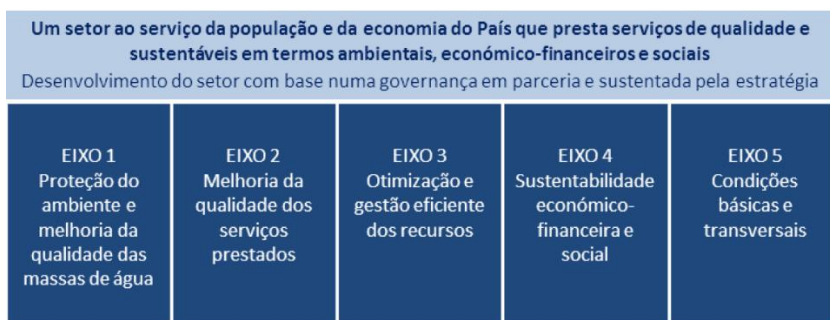 Um setor ao serviço da população e da economia do País que presta serviços de qualidade e
sustentáveis em termos ambientais, económico-financeiros e sociais
Desenvolvimento do setor com base numa governança em parceria e sustentada pela estratégia
EIXO 1
Proteção do
ambiente e
melhoria da
qualidade das
massas de água
EIXO 2
Melhoria da
qualidade dos
serviços
prestados
EIXO 3
Otimização e
gestão eficiente
dos recursos
EIXO 4
Sustentabilidade
económico-
financeira e
social
EIXO 5
Condições
básicas e
transversais